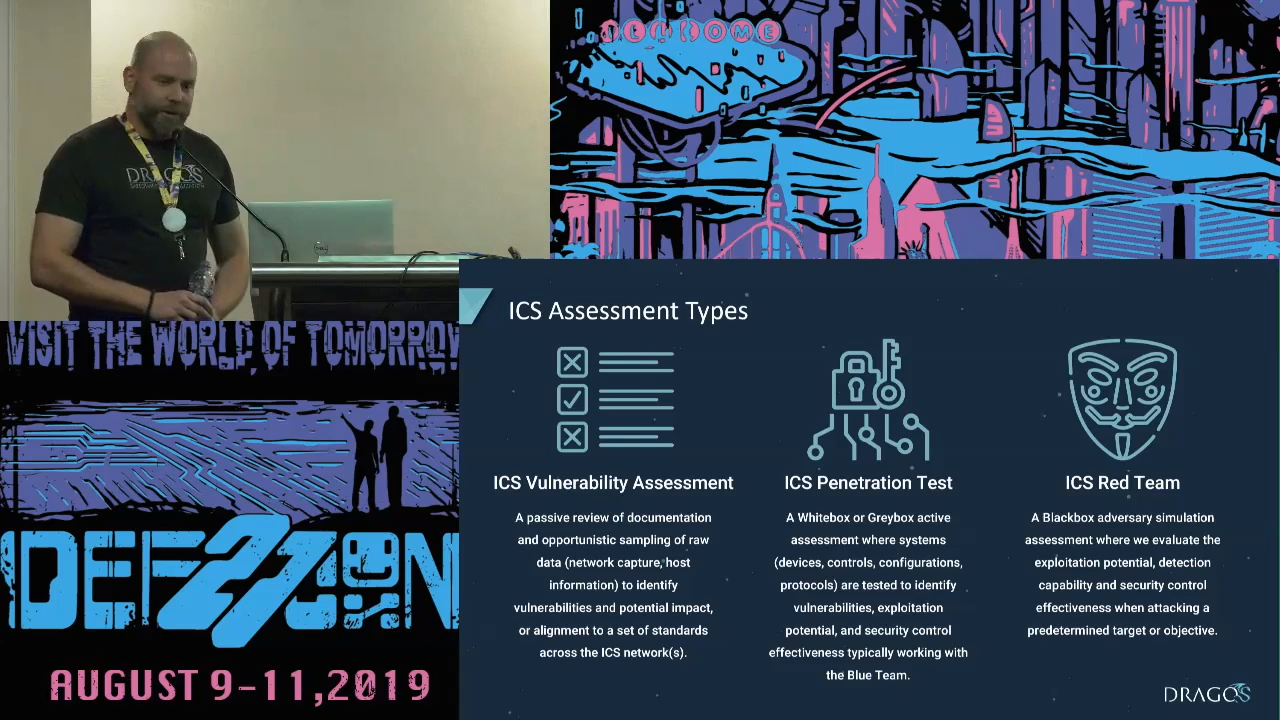 WELCOME
DRAGOS
VISIT THE WORLD OF TOMORROW
DEF CON 27
AUGUST 9-11,2019
ICS Assessment Types
ICS Vulnerability Assessment
A passive review of documentation
and opportunistic sampling of raw
data (network capture, host
information) to identify
vulnerabilities and potential impact,
or alignment to a set of standards
across the ICS network(s).
ICS Penetration Test
A Whitebox or Greybox active
assessment where systems
(devices, controls, configurations,
protocols) are tested to identify
vulnerabilities, exploitation
potential, and security control
effectiveness typically working with
the Blue Team.
ICS Red Team
A Blackbox adversary simulation
assessment where we evaluate the
exploitation potential, detection
capability and security control
effectiveness when attacking a
predetermined target or objective.
DRAGOS